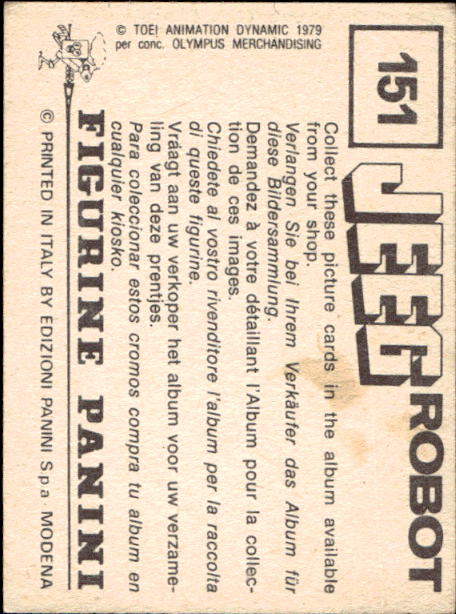 151
JEEG ROBOT
Collect these picture cards in the album available
from your shop.
Verlangen Sie bei Ihrem Verkäufer das Album für
diese Bildersammlung.
Demandez à votre détaillant l'Album pour la collec-
tion de ces images.
Chiedete al vostro rivenditore l'album per la raccolta
di queste figurine.
Vráagt aan uw verkoper het album voor uw verzame-
ling van deze prentjes.
Para coleccionar estos cromos compra tu album en
cualquier kiosko.
© TOEI ANIMATION DYNAMIC 1979
per conc. OLYMPUS MERCHANDISING
FIGURINE PANINI
© PRINTED IN ITALY BY EDIZIONI PANINI S.p.a - MODENA